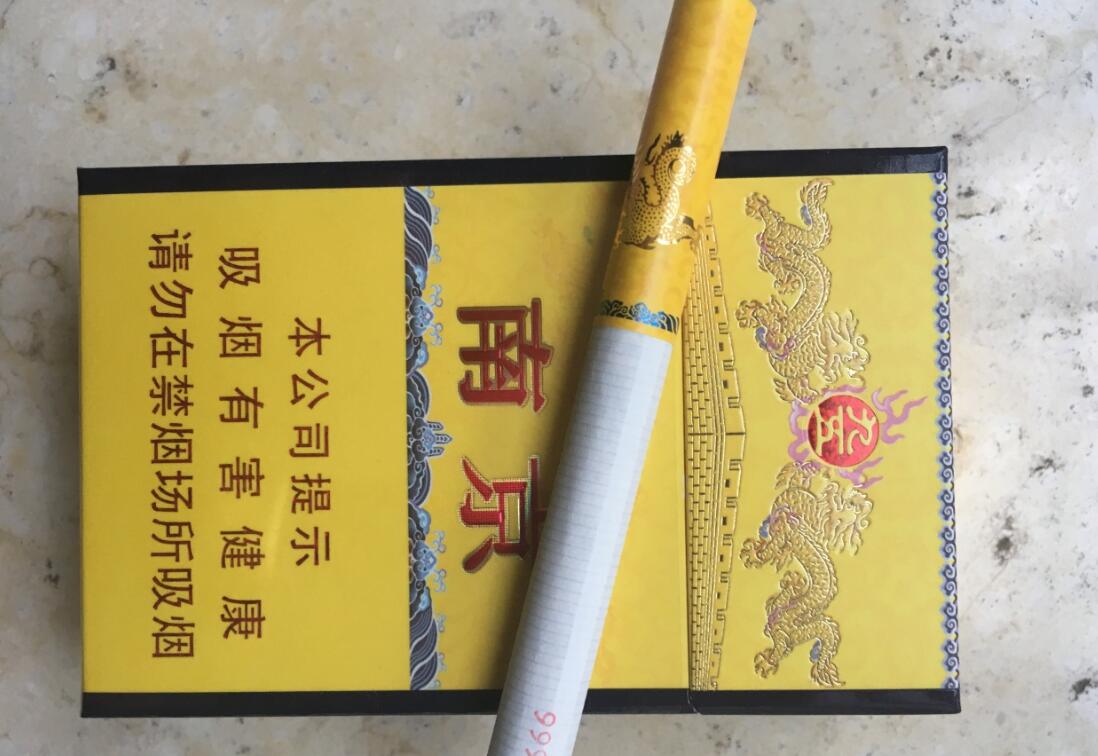 南京
本公司提示
吸烟有害健康
请勿在禁烟场所吸烟